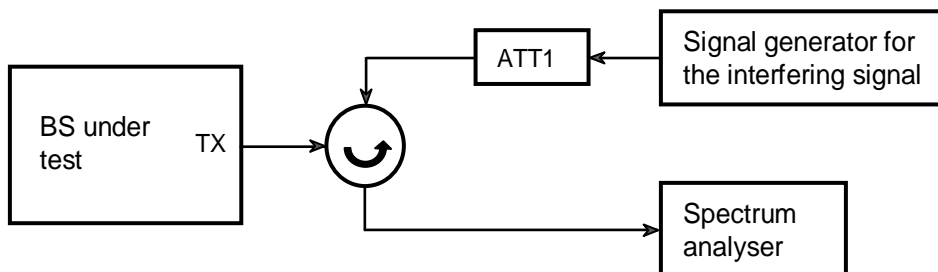 BS under
test
TX
ATT1
Signal generator for
the interfering signal
Spectrum
analyser